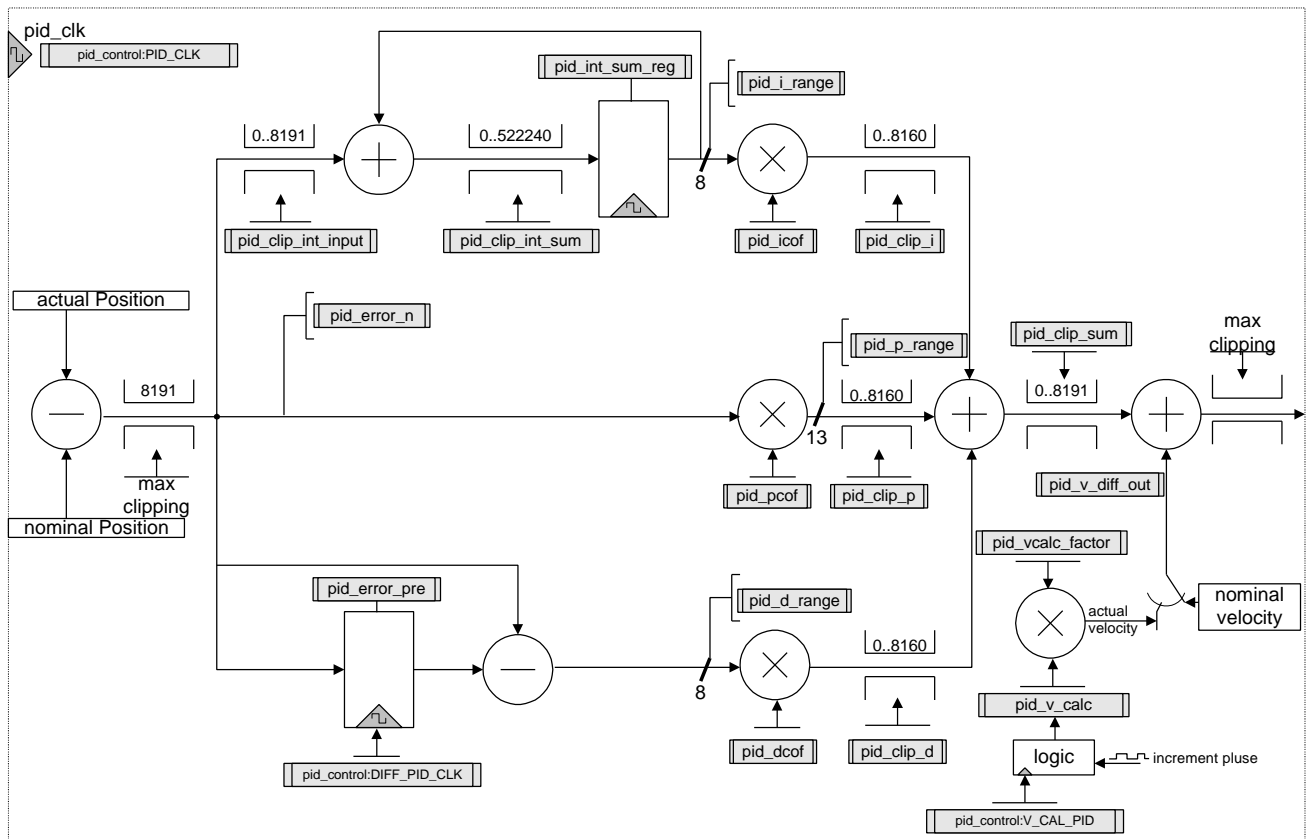 pid_clk
pid_control:PID_CLK
pid_int_sum_reg
pid_i_range
0..8191
0..522240
0..8160
8
pid_clip_int_input
pid_clip_int_sum
pid_icof
pid_clip_i
actual Position
pid_error_n
pid_p_range
pid_clip_sum
max
clipping
8191
0..8160
0..8191
13
max
clipping
pid_pcof
pid_clip_p
pid_v_diff_out
nominal Position
pid_vcalc_factor
pid_error_pre
pid_d_range
actual
velocity
nominal
velocity
0..8160
8
pid_v_calc
pid_dcof
pid_clip_d
logic
increment pluse
pid_control:DIFF_PID_CLK
pid_control:V_CAL_PID